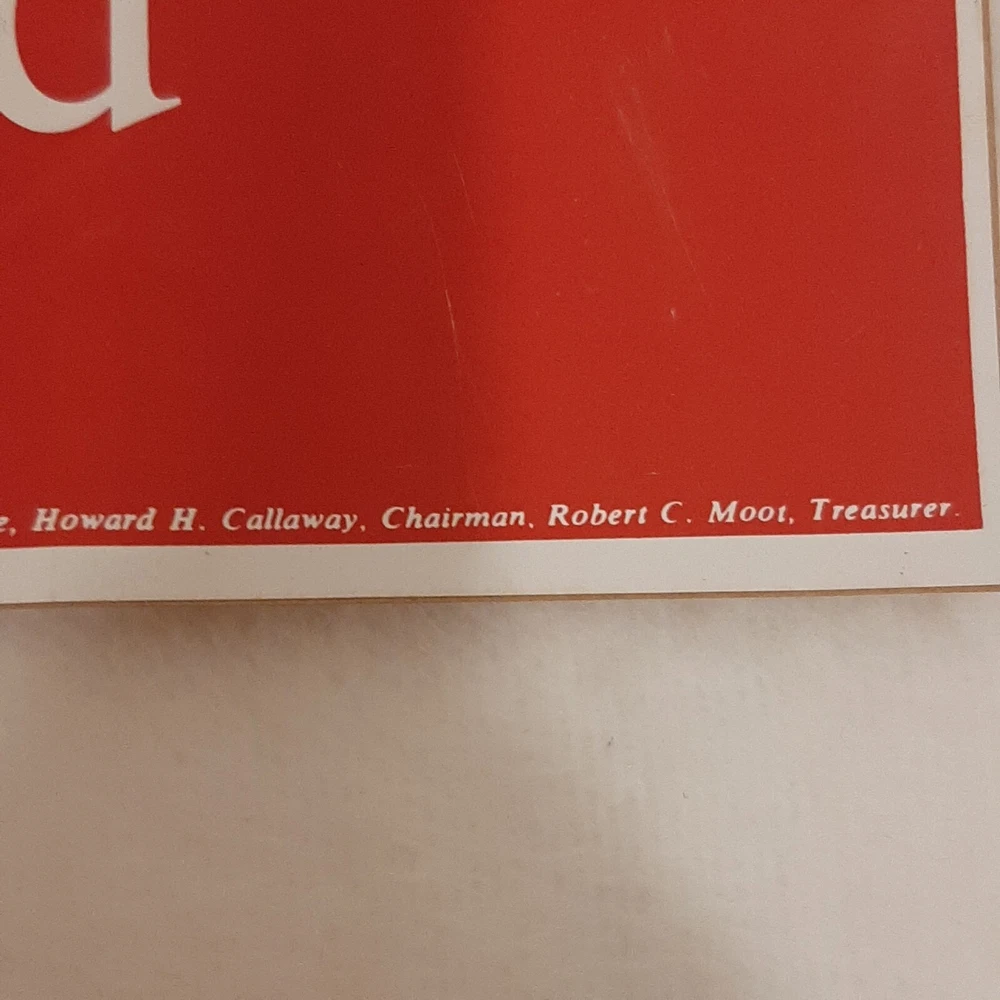 d
e, Howard H. Callaway, Chairman, Robert C. Moot, Treasurer.